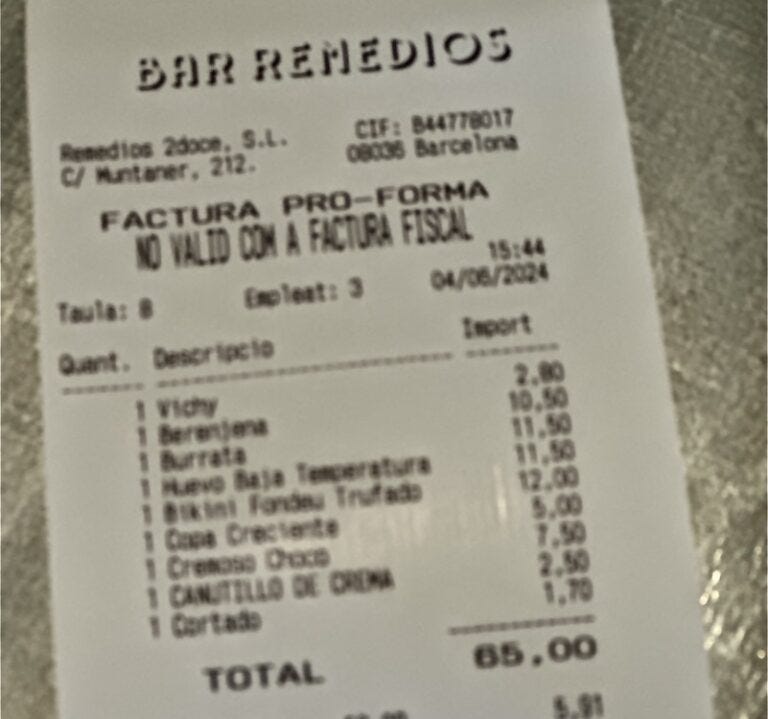 BAR REMEDIOS
Remedios 2doce, S.L. CIF: B44778017
C/ Muntaner, 212. 08036 Barcelona
FACTURA PRO-FORMA
NO VALID COM A FACTURA FISCAL
15:44
Taula: 8 Empleat: 3 04/06/2024
Quant. Descripcio Import
1 Vichy 2,80
1 Berenjena 10,50
1 Burrata 11,50
1 Huevo Baja Temperatura 11,50
1 Bikini Fondeu Trufado 12,00
1 Copa Creciente 5,00
1 Cremoso Choco 7,50
1 CANUTILLO DE CREMA 2,50
1 Cortado 1,70
TOTAL 65,00
5,91